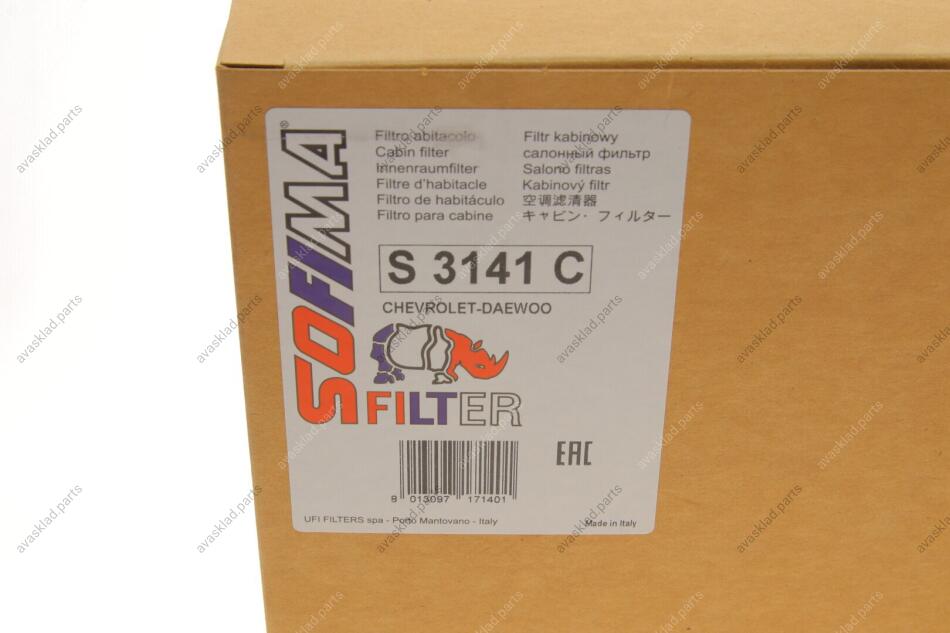 SOFIMA®
Filtro abitacolo
Cabin filter
Innenraumfilter
Filtre d'habitacle
Filtro de habitáculo
Filtro para cabine
Filtr kabinowy
салонный фильтр
Salono filtras
Kabinový filtr
空调滤清器
キャビン・フィルター
S 3141 C
CHEVROLET-DAEWOO
FILTER
EAC
8 013097 171401
UFI FILTERS spa - Porto Mantovano - Italy
Made in Italy
avasklad.parts